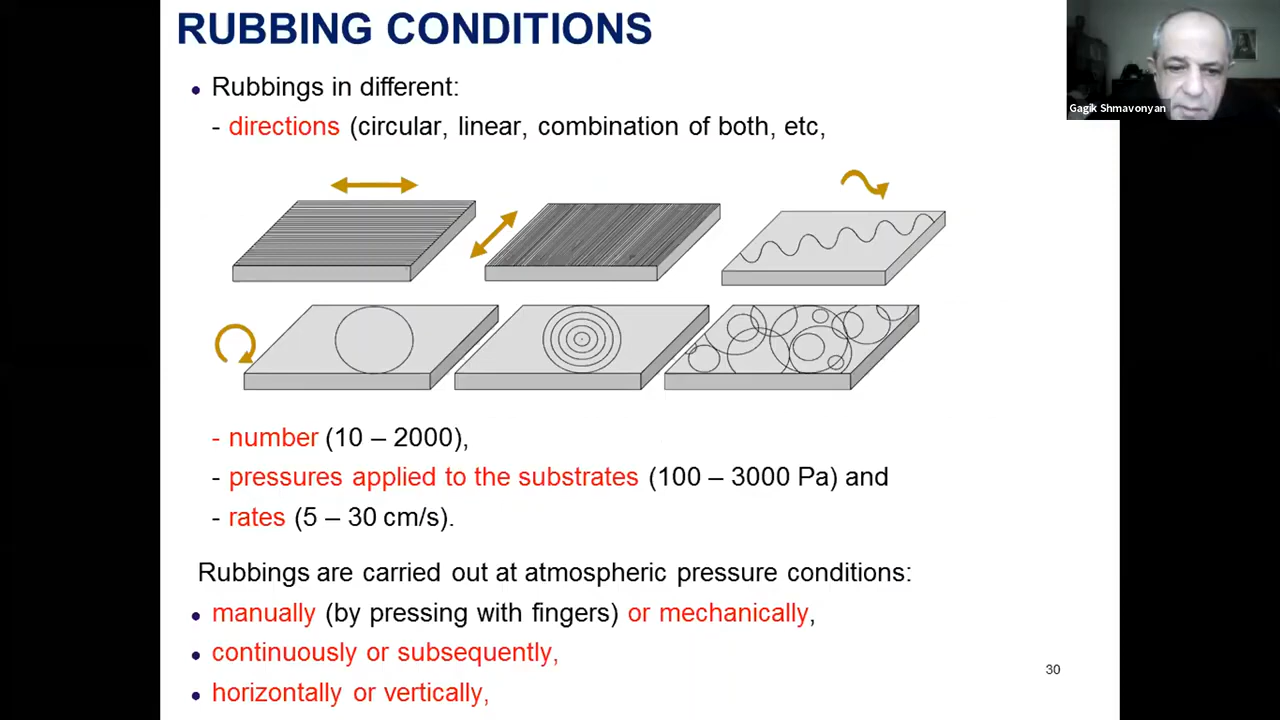 RUBBING CONDITIONS
Gagik Shmavonyan
• Rubbings in different:
- directions (circular, linear, combination of both, etc,
- number (10 – 2000),
- pressures applied to the substrates (100 – 3000 Pa) and
- rates (5 – 30 cm/s).
Rubbings are carried out at atmospheric pressure conditions:
• manually (by pressing with fingers) or mechanically,
• continuously or subsequently,
30
• horizontally or vertically,